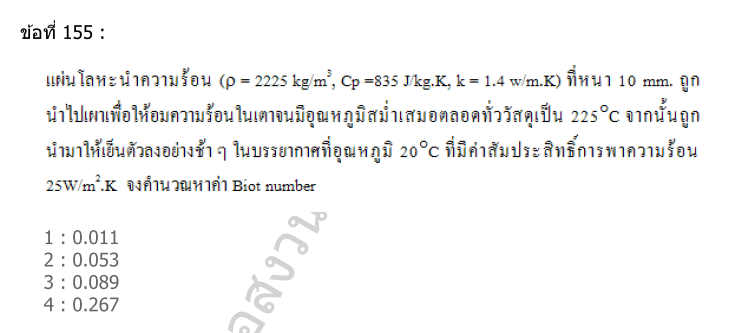 ข้อที่ 155 :
แผ่นโลหะนำความร้อน (ρ = 2225 kg/m³, Cp =835 J/kg.K, k = 1.4 w/m.K) ที่หนา 10 mm. ถูก
นำไปเผาเพื่อให้อมความร้อนในเตาจนมีอุณหภูมิสม่ำเสมอตลอดทั่ววัสดุเป็น 225°C จากนั้นถูก
นำมาให้เย็นตัวลงอย่างช้า ๆ ในบรรยากาศที่อุณหภูมิ 20°C ที่มีค่าสัมประสิทธิ์การพาความร้อน
25W/m².K จงคำนวณหาค่า Biot number
1 : 0.011
2 : 0.053
3 : 0.089
4 : 0.267
อสงวน